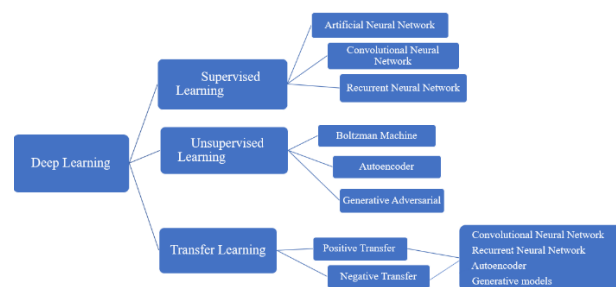 Artificial Neural Network
Convolutional Neural
Network
Supervised
Learning
Recurrent Neural Network
Boltzman Machine
Unsupervised
Learning
Deep Learning
Autoencoder
Generative Adversarial
Transfer Learning
Positive Transfer
Negative Transfer
Convolutional Neural Network
Recurrent Neural Network
Autoencoder
Generative models